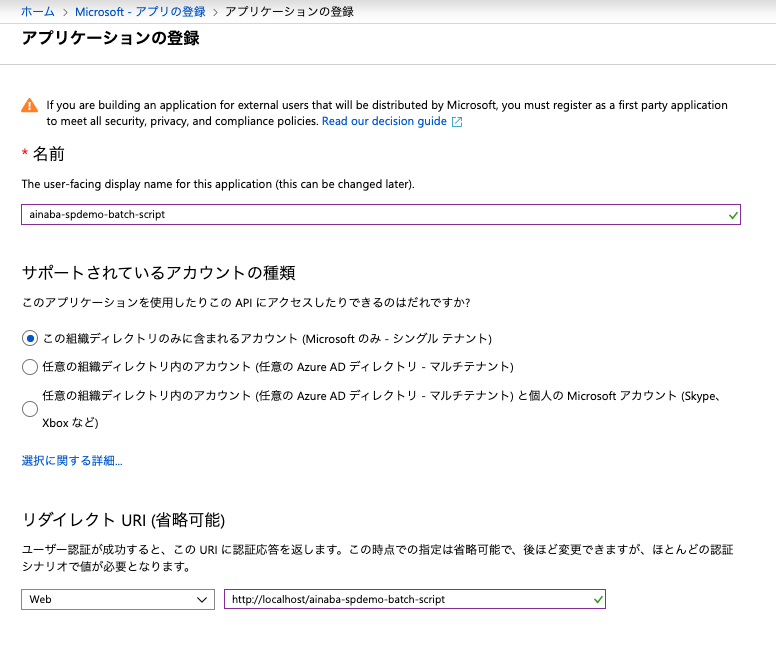 ホーム > Microsoft - アプリの登録 > アプリケーションの登録
アプリケーションの登録
If you are building an application for external users that will be distributed by Microsoft, you must register as a first party application
to meet all security, privacy, and compliance policies. Read our decision guide
* 名前
The user-facing display name for this application (this can be changed later).
ainaba-spdemo-batch-script
サポートされているアカウントの種類
このアプリケーションを使用したりこの API にアクセスしたりできるのはだれですか?
この組織ディレクトリのみに含まれるアカウント (Microsoft のみ - シングル テナント)
任意の組織ディレクトリ内のアカウント (任意の Azure AD ディレクトリ - マルチテナント)
任意の組織ディレクトリ内のアカウント (任意の Azure AD ディレクトリ - マルチテナント) と個人の Microsoft アカウント (Skype、
Xbox など)
選択に関する詳細...
リダイレクト URI (省略可能)
ユーザー認証が成功すると、この URI に認証応答を返します。この時点での指定は省略可能で、後ほど変更できますが、ほとんどの認証
シナリオで値が必要となります。
Web
http://localhost/ainaba-spdemo-batch-script